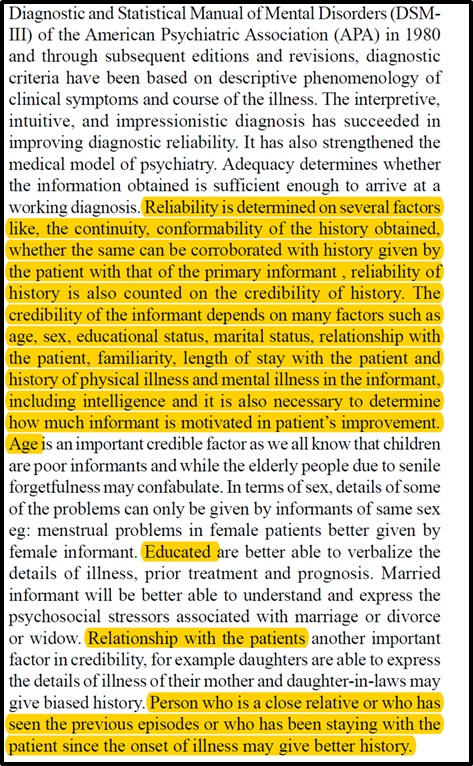 Diagnostic and Statistical Manual of Mental Disorders (DSM-
III) of the American Psychiatric Association (APA) in 1980
and through subsequent editions and revisions, diagnostic
criteria have been based on descriptive phenomenology of
clinical symptoms and course of the illness. The interpretive,
intuitive, and impressionistic diagnosis has succeeded in
improving diagnostic reliability. It has also strengthened the
medical model of psychiatry. Adequacy determines whether
the information obtained is sufficient enough to arrive at a
working diagnosis. Reliability is determined on several factors
like, the continuity, conformability of the history obtained,
whether the same can be corroborated with history given by
the patient with that of the primary informant , reliability of
history is also counted on the credibility of history. The
credibility of the informant depends on many factors such as
age, sex, educational status, marital status, relationship with
the patient, familiarity, length of stay with the patient and
history of physical illness and mental illness in the informant,
including intelligence and it is also necessary to determine
how much informant is motivated in patient’s improvement.
Age is an important credible factor as we all know that children
are poor informants and while the elderly people due to senile
forgetfulness may confabulate. In terms of sex, details of some
of the problems can only be given by informants of same sex
eg: menstrual problems in female patients better given by
female informant. Educated are better able to verbalize the
details of illness, prior treatment and prognosis. Married
informant will be better able to understand and express the
psychosocial stressors associated with marriage or divorce
or widow. Relationship with the patients another important
factor in credibility, for example daughters are able to express
the details of illness of their mother and daughter-in-laws may
give biased history. Person who is a close relative or who has
seen the previous episodes or who has been staying with the
patient since the onset of illness may give better history.